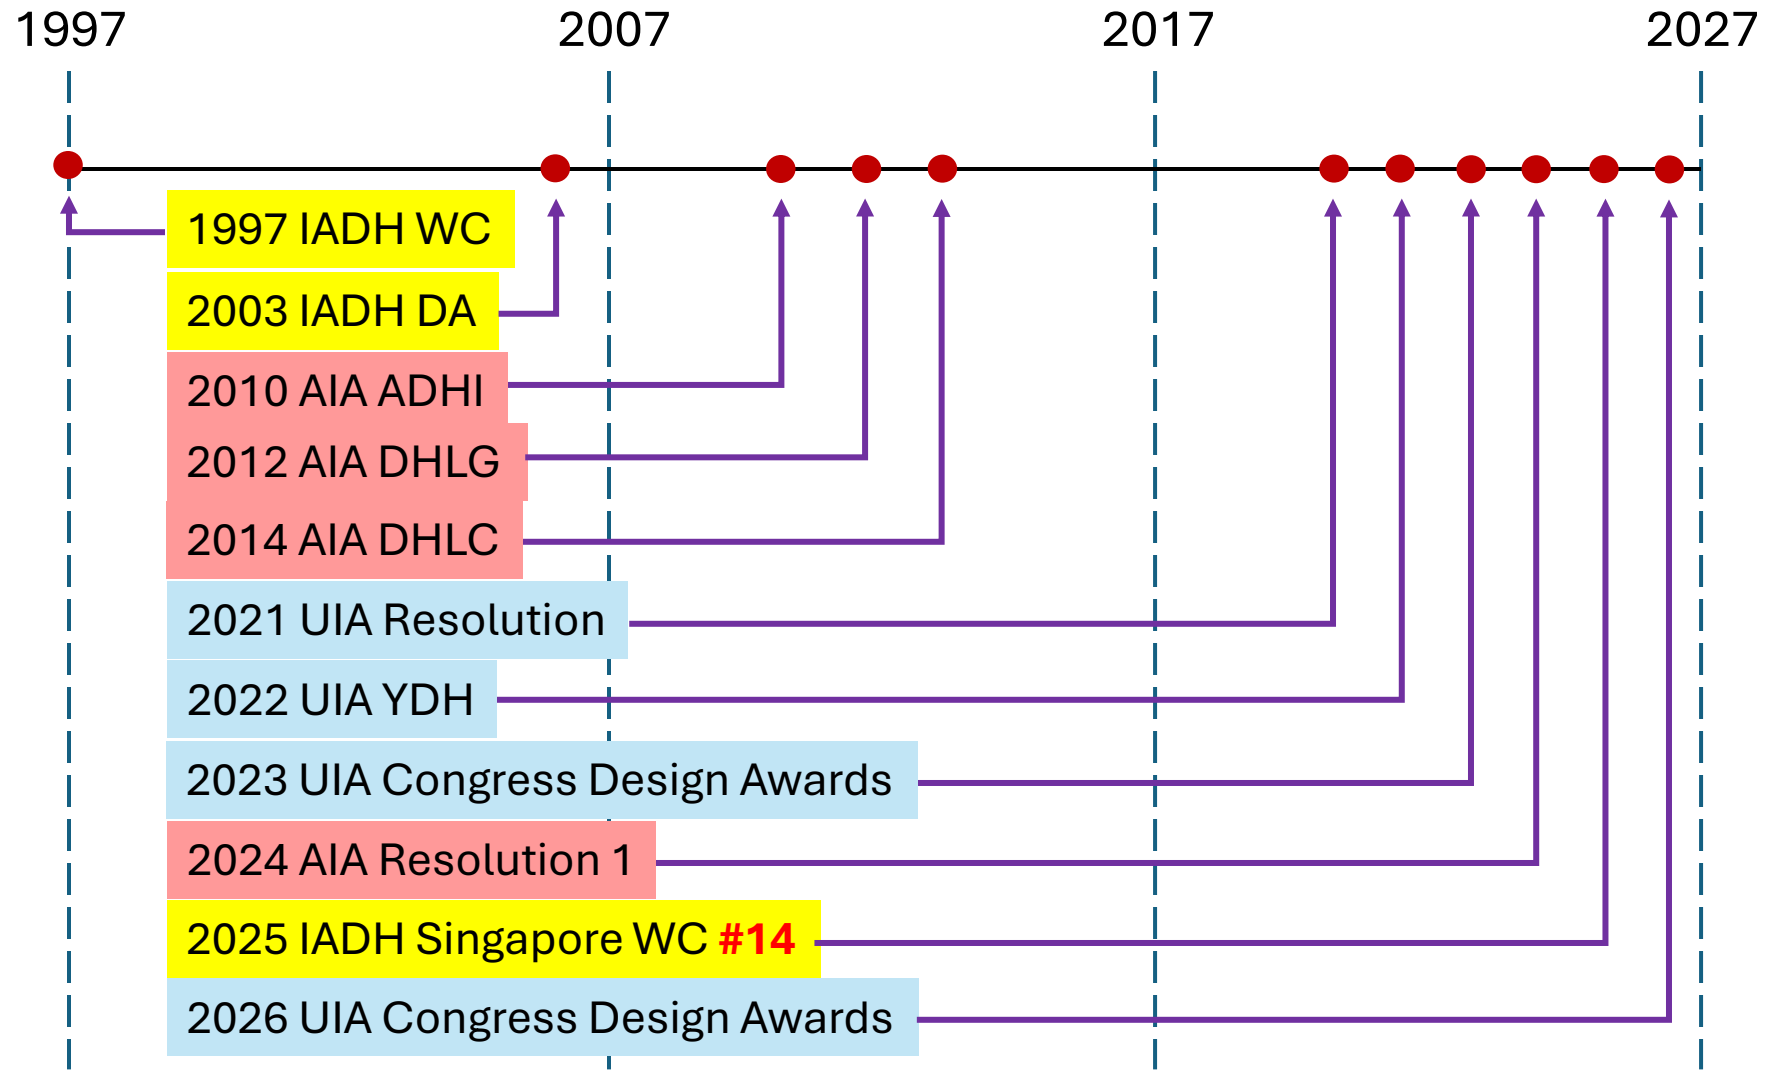 1997 2007 2017 2027
1997 IADH WC
2003 IADH DA
2010 AIA ADHI
2012 AIA DHLG
2014 AIA DHLC
2021 UIA Resolution
2022 UIA YDH
2023 UIA Congress Design Awards
2024 AIA Resolution 1
2025 IADH Singapore WC #14
2026 UIA Congress Design Awards